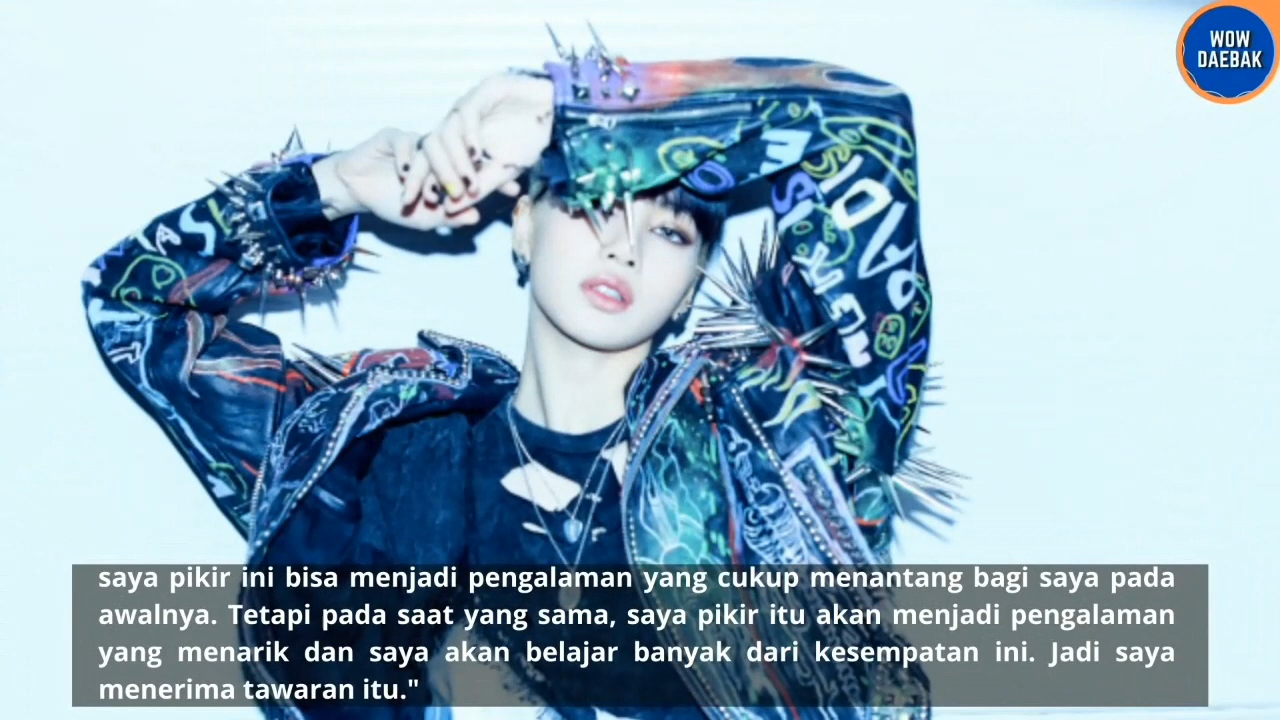 WOW
DAEBAK
saya pikir ini bisa menjadi pengalaman yang cukup menantang bagi saya pada
awalnya. Tetapi pada saat yang sama, saya pikir itu akan menjadi pengalaman
yang menarik dan saya akan belajar banyak dari kesempatan ini. Jadi saya
menerima tawaran itu."